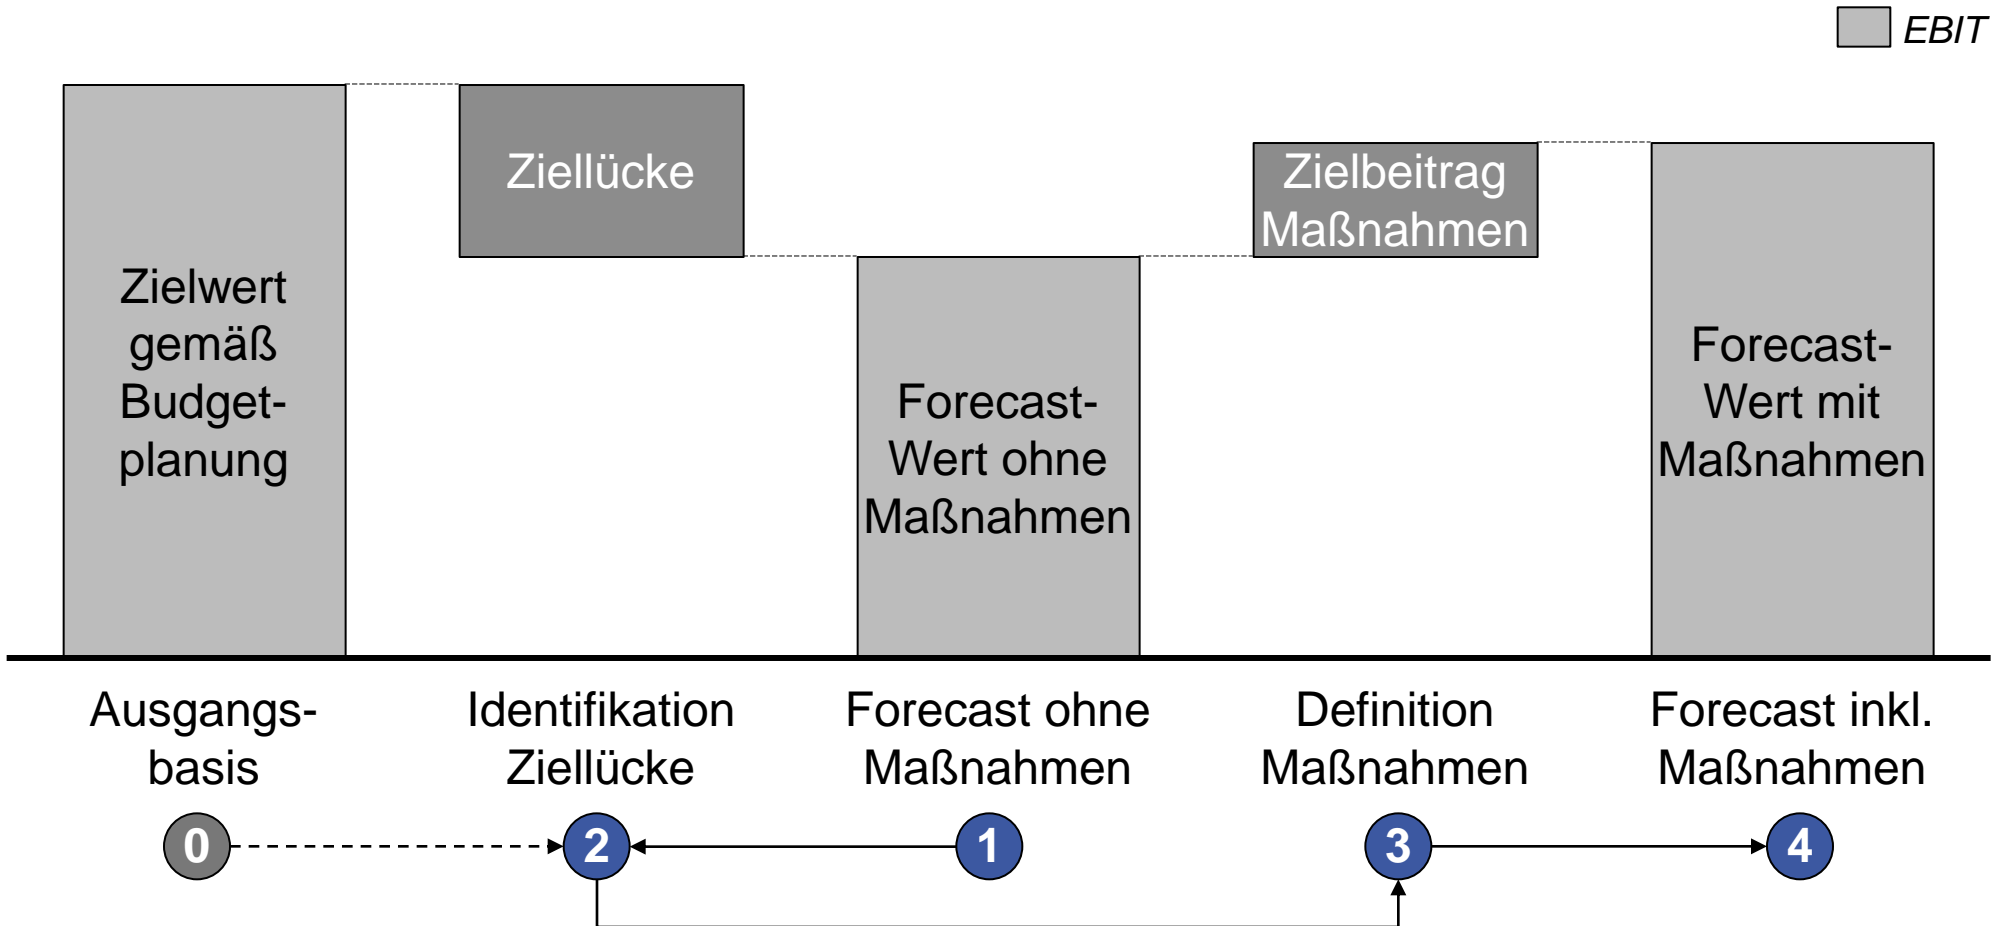 EBIT
Zielwert
gemäß
Budget-
planung
Ziellücke
Forecast-
Wert ohne
Maßnahmen
Zielbeitrag
Maßnahmen
Forecast-
Wert mit
Maßnahmen
Ausgangs-
basis
Identifikation
Ziellücke
Forecast ohne
Maßnahmen
Definition
Maßnahmen
Forecast inkl.
Maßnahmen
0
2
1
3
4